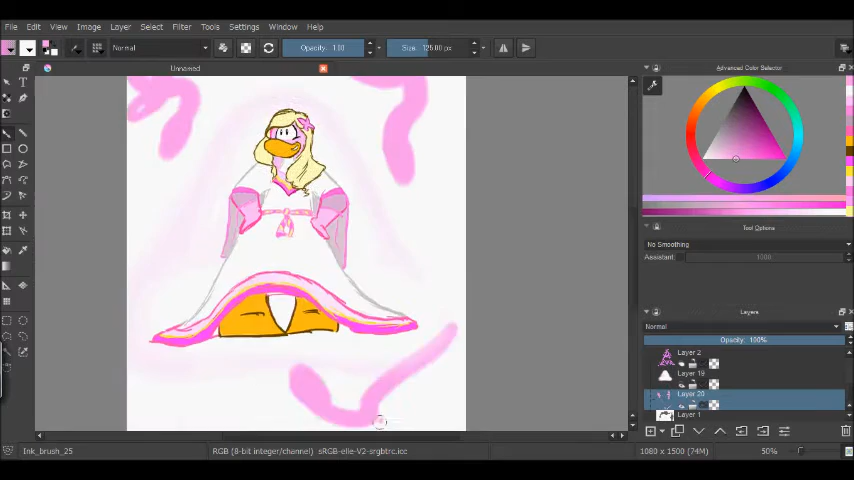 File Edit View Image Layer Select Filter Tools Settings Window Help
Normal Opacity: 1.00 Size: 125.00 px
Unnamed
Advanced Color Selector
Tool Options
No Smoothing
Assistant: 1000
Layers
Normal
Opacity: 100%
Layer 2
Layer 19
Layer 20
Layer 1
Ink_brush_25 RGB (8-bit integer/channel) sRGB-elle-V2-srgbtrc.icc 1080 x 1500 (74M) 50%